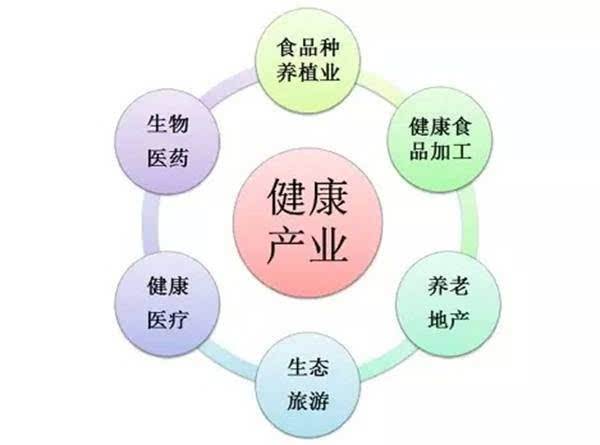 食品种
养植业
健康食
品加工
养老
地产
生态
旅游
健康
医疗
生物
医药
健康
产业